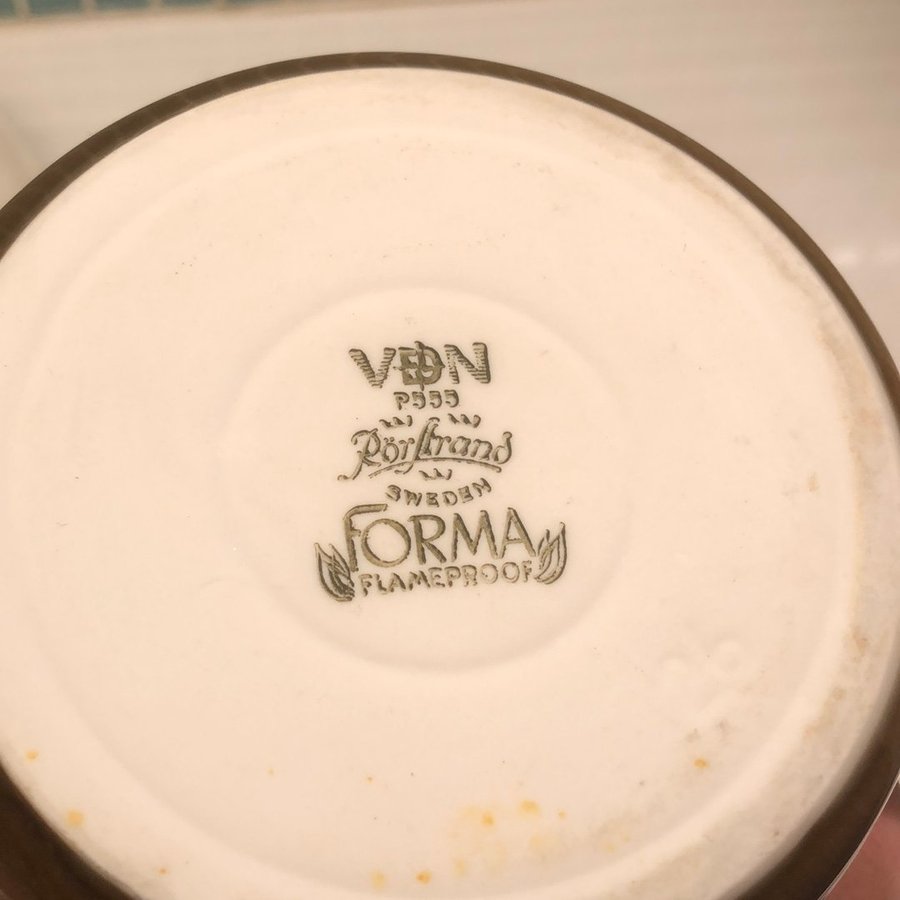 VDN
P555
Rörstrand
SWEDEN
FORMA
FLAMEPROOF